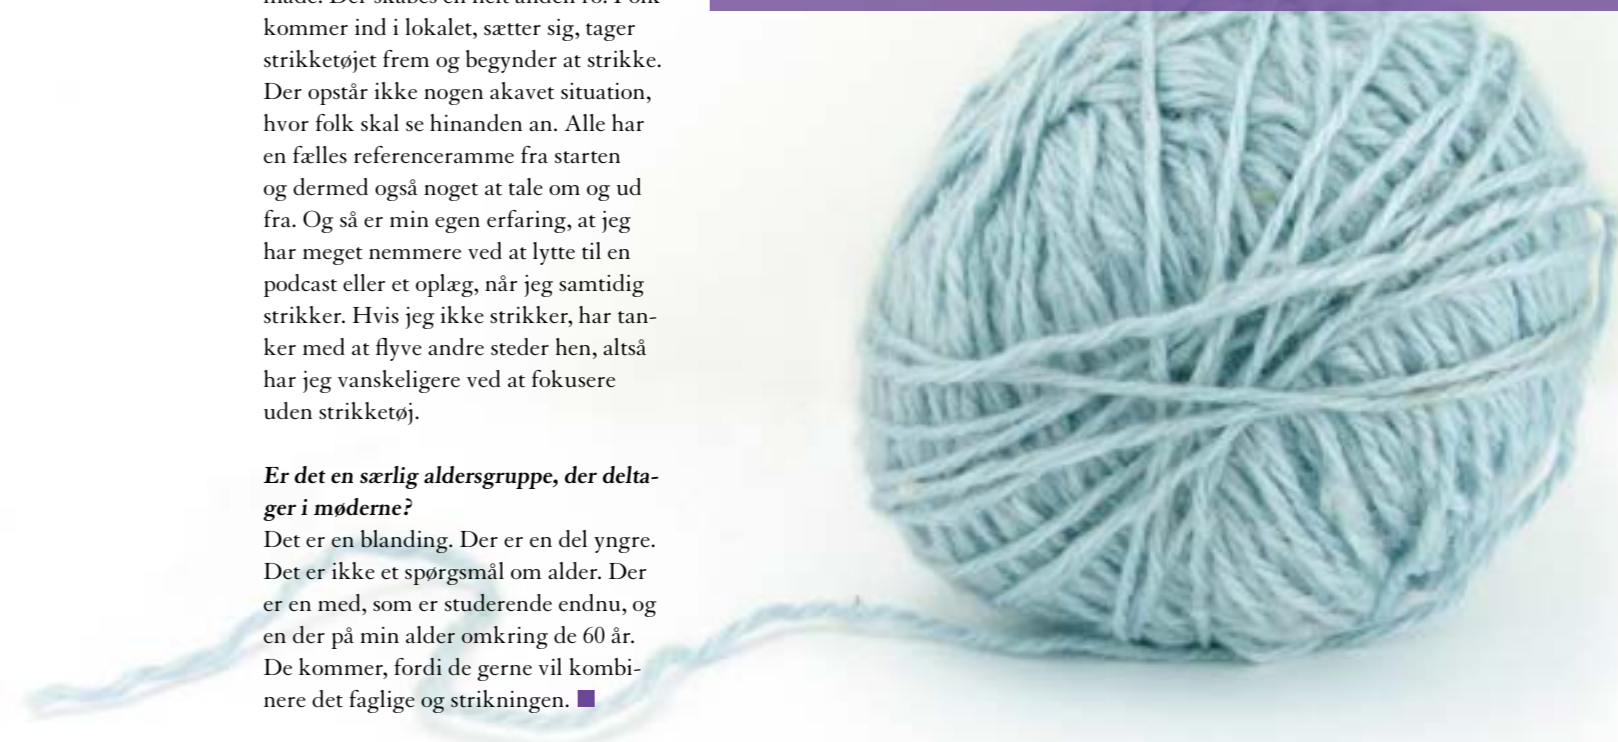 kommer ind i lokalet, sætter sig, tager
strikketøjet frem og begynder at strikke.
Der opstår ikke nogen akavet situation,
hvor folk skal se hinanden an. Alle har
en fælles referenceramme fra starten
og dermed også noget at tale om og ud
fra. Og så er min egen erfaring, at jeg
har meget nemmere ved at lytte til en
podcast eller et oplæg, når jeg samtidig
strikker. Hvis jeg ikke strikker, har tan-
ker med at flyve andre steder hen, altså
har jeg vanskeligere ved at fokusere
uden strikketøj.
Er det en særlig aldersgruppe, der delta-
ger i møderne?
Det er en blanding. Der er en del yngre.
Det er ikke et spørgsmål om alder. Der
er en med, som er studerende endnu, og
en der på min alder omkring de 60 år.
De kommer, fordi de gerne vil kombi-
nere det faglige og strikningen.